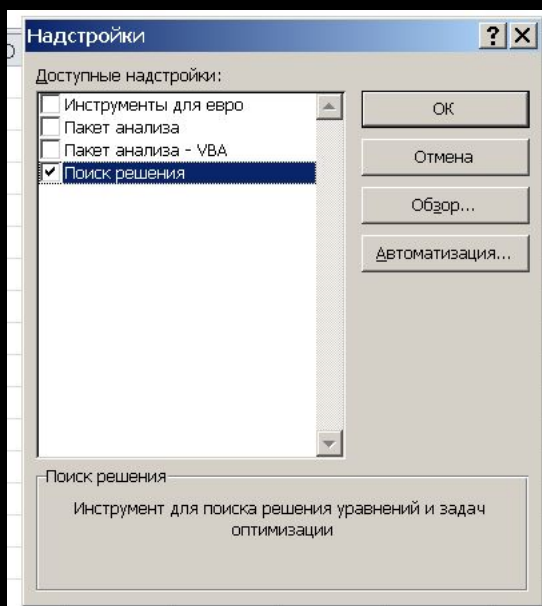 Надстройки
Доступные надстройки:
Инструменты для евро
Пакет анализа
Пакет анализа - VBA
Поиск решения
ОК
Отмена
Обзор...
Автоматизация...
Поиск решения
Инструмент для поиска решения уравнений и задач
оптимизации